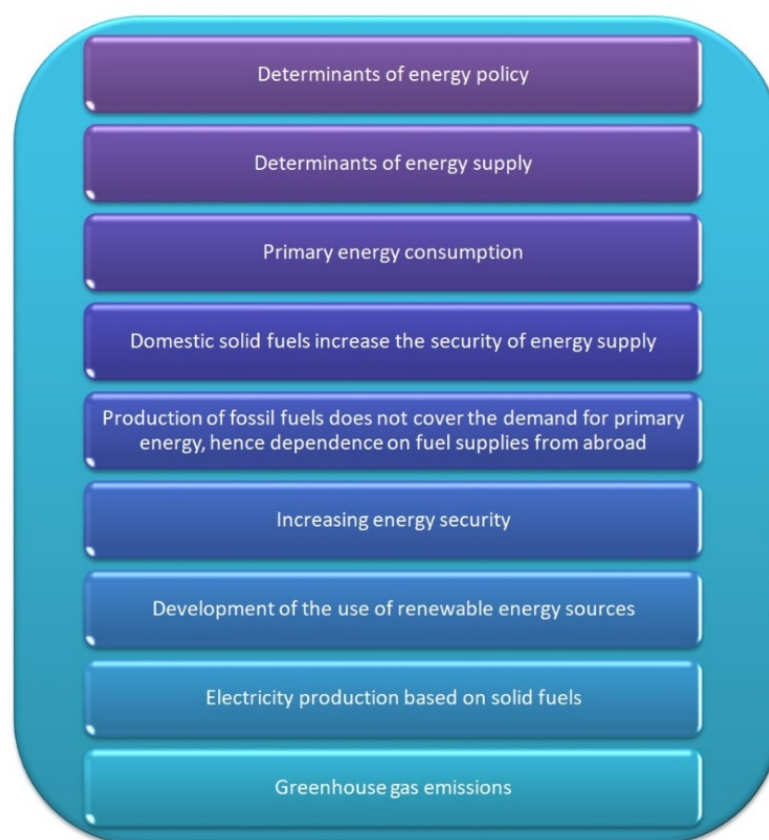 Determinants of energy policy
Determinants of energy supply
Primary energy consumption
Domestic solid fuels increase the security of energy supply
Production of fossil fuels does not cover the demand for primary
energy, hence dependence on fuel supplies from abroad
Increasing energy security
Development of the use of renewable energy sources
Electricity production based on solid fuels
Greenhouse gas emissions